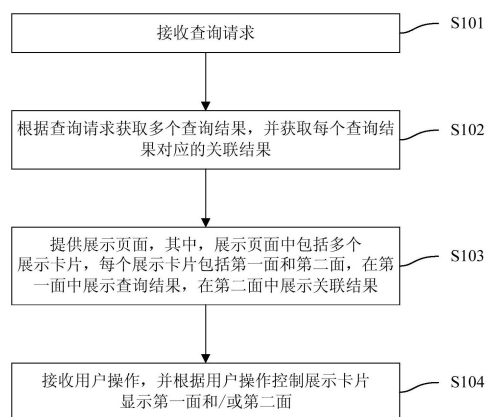 接收查询请求
S101
根据查询请求获取多个查询结果，并获取每个查询结
果对应的关联结果
S102
提供展示页面，其中，展示页面中包括多个
展示卡片，每个展示卡片包括第一面和第二面，在第
一面中展示查询结果，在第二面中展示关联结果
S103
接收用户操作，并根据用户操作控制展示卡片
显示第一面和/或第二面
S104